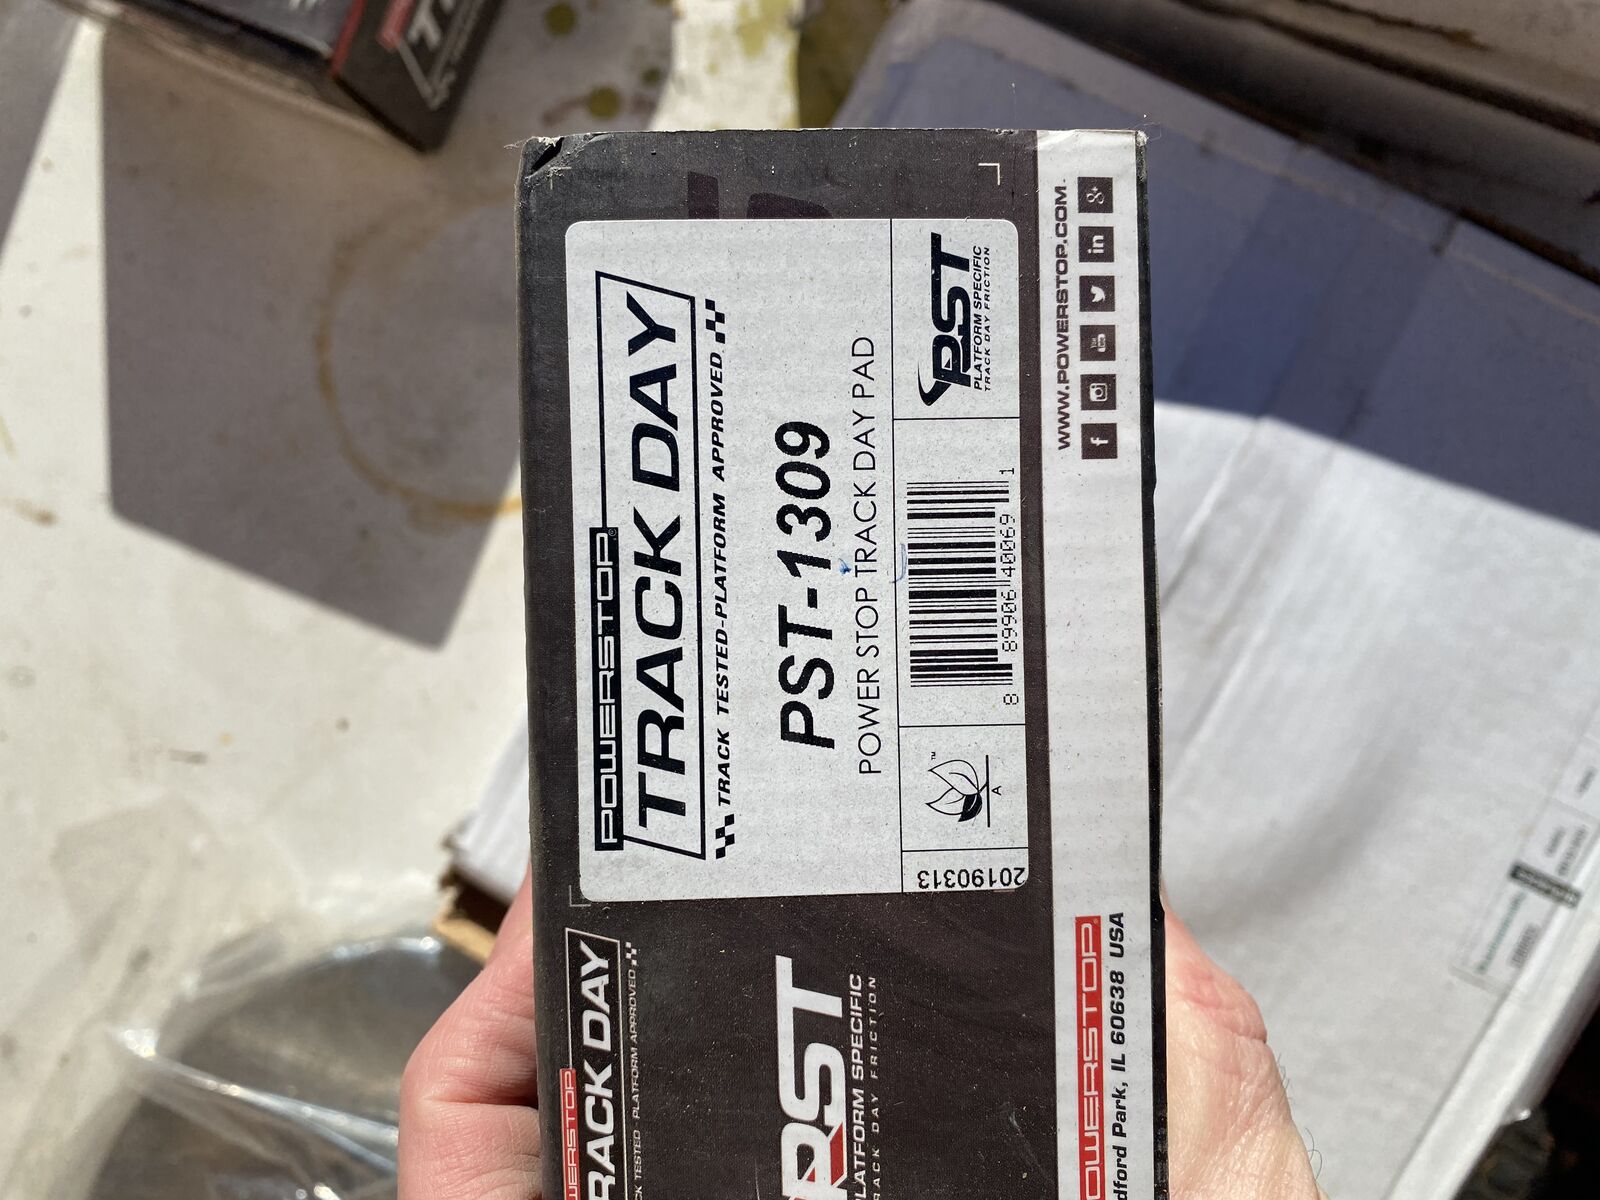 POWERSTOP
TRACK DAY
TRACK TESTED-PLATFORM APPROVED
PST-1309
POWER STOP TRACK DAY PAD
20190313
A
8 89906 40069 1
PST
PLATFORM SPECIFIC
TRACK DAY FRICTION
WWW.POWERSTOP.COM
POWERSTOP
TRACK DAY
TESTED - PLATFORM APPROVED
PST
PLATFORM SPECIFIC
TRACK DAY FRICTION
POWERSTOP
Park, IL 60638 USA